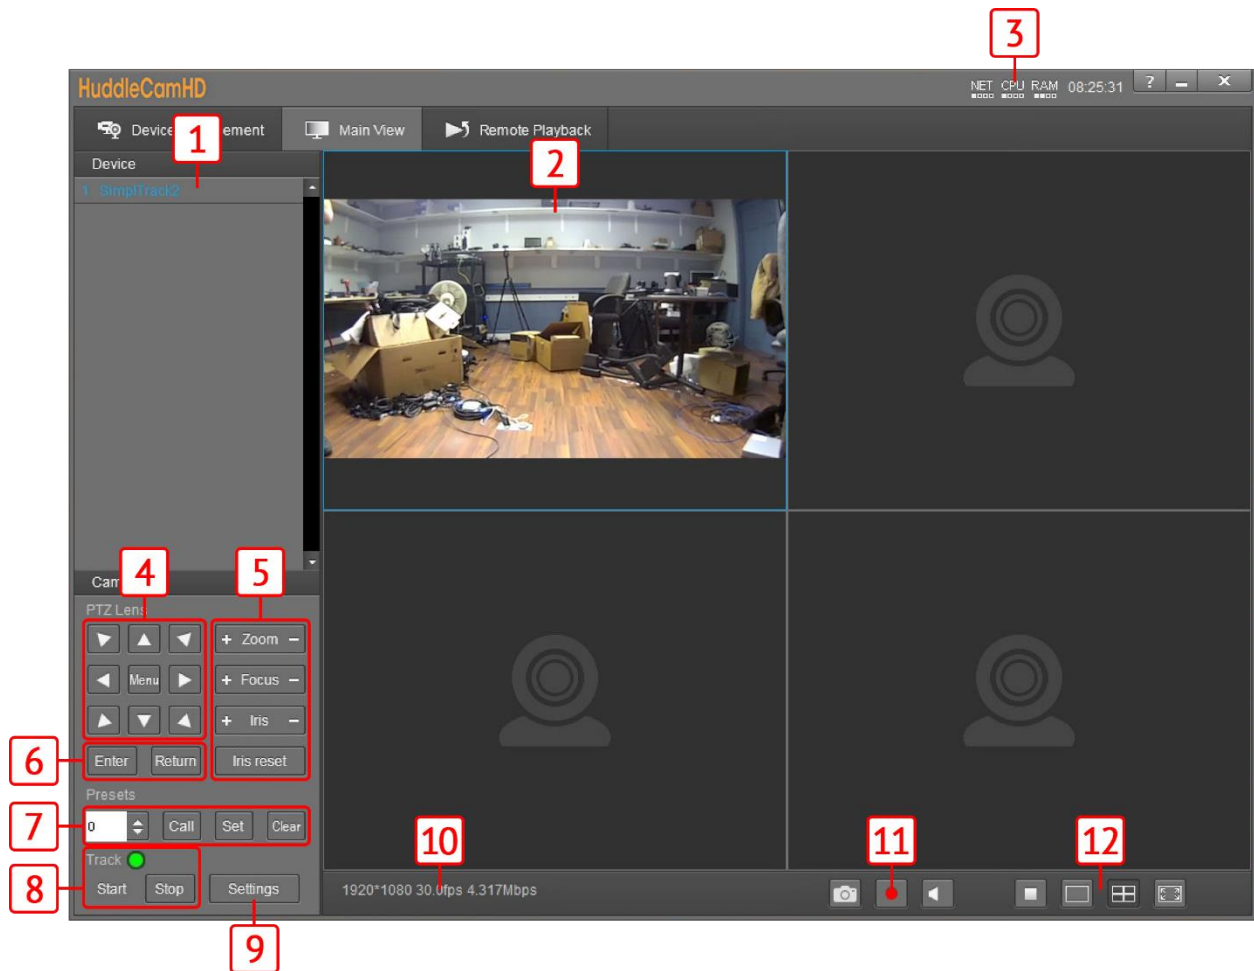 3
HuddleCamHD
NET CPU RAM 08:25:31 ? – X
Device ement Main View Remote Playback
1
2
Device
1 SimplTrack2
4
5
Cam
PTZ Lens
+ Zoom –
Menu + Focus –
+ Iris –
6
Enter Return Iris reset
Presets
7
0 Call Set Clear
10
11
12
Track
8
Start Stop Settings
1920*1080 30.0fps 4.317Mbps
9